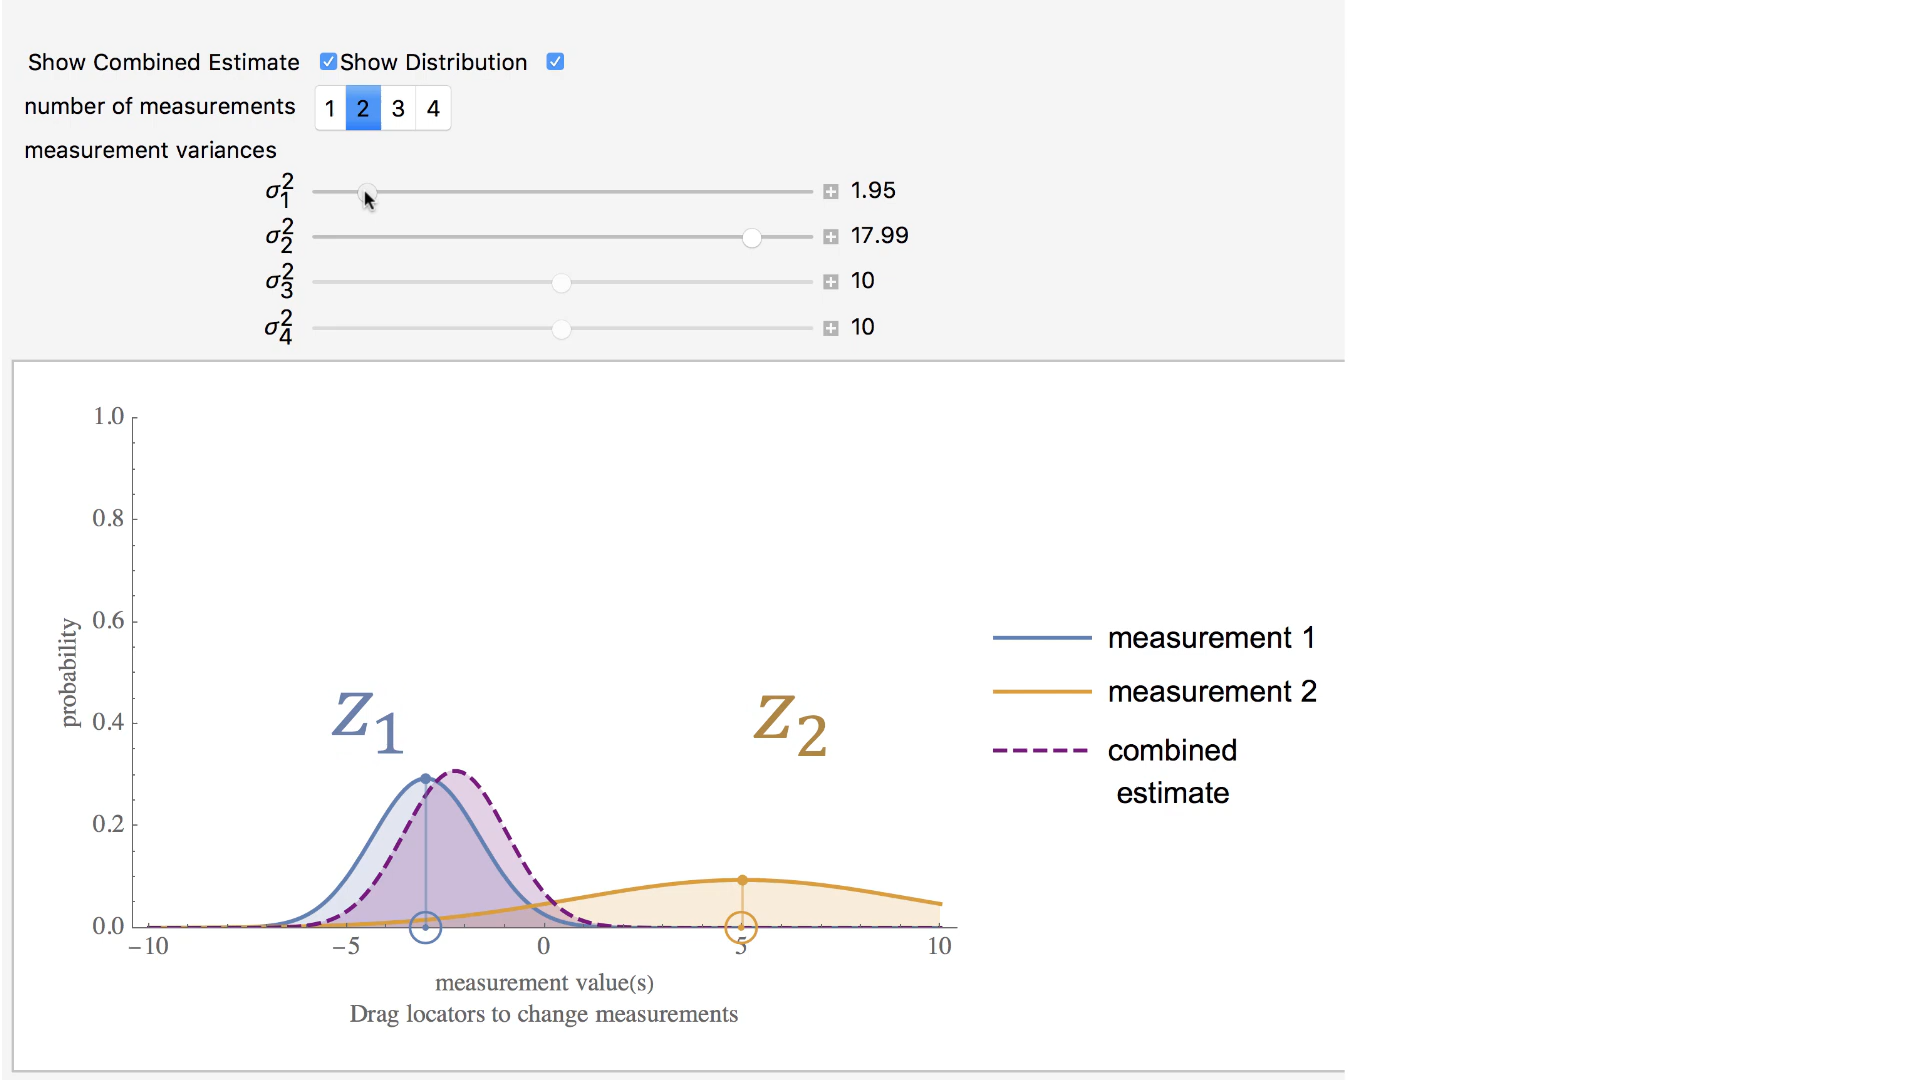 Show Combined Estimate Show Distribution
number of measurements 1 2 3 4
measurement variances
σ₁² 1.95
σ₂² 17.99
σ₃² 10
σ₄² 10
1.0
0.8
0.6
0.4
0.2
0.0
probability
z₁
z₂
−10 −5 0 5 10
measurement value(s)
Drag locators to change measurements
measurement 1
measurement 2
combined
estimate